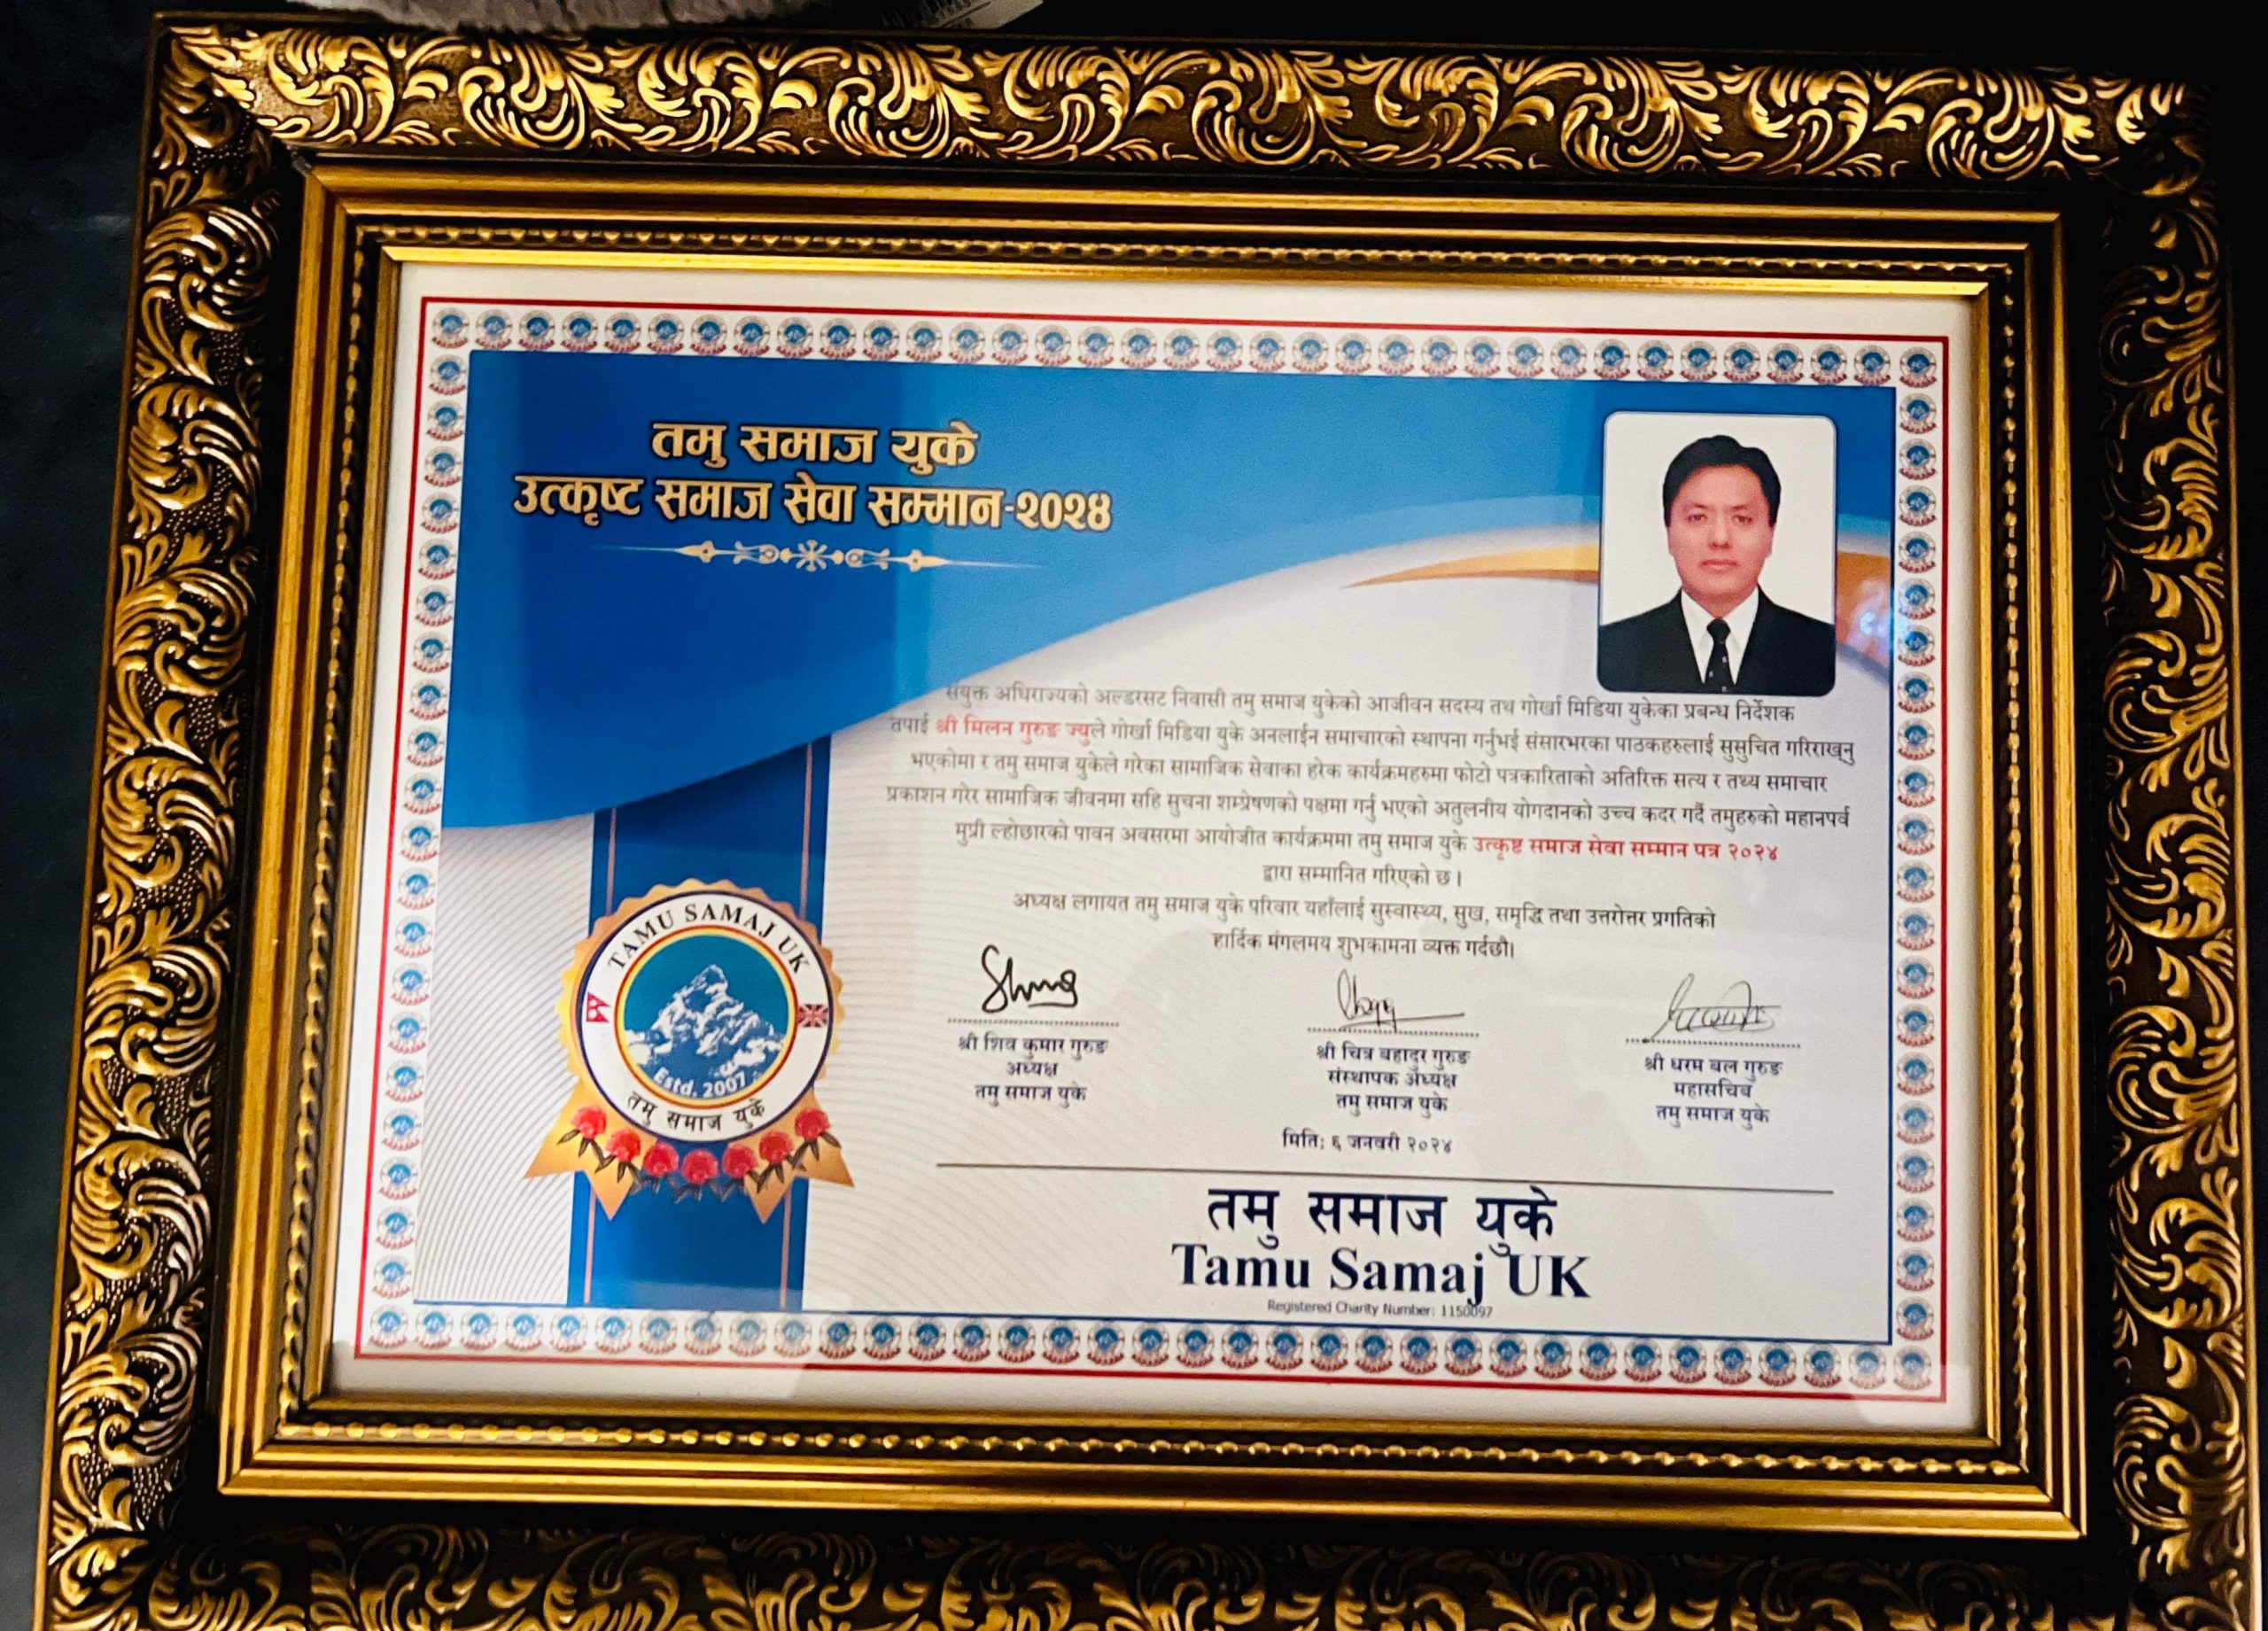 तमु समाज युके
उत्कृष्ट समाज सेवा सम्मान-२०२४
संयुक्त अधिराज्यको अल्डरसट निवासी तमु समाज युकेको आजीवन सदस्य तथ गोर्खा मिडिया युकेका प्रबन्ध निर्देशक
तपाई श्री मिलन गुरुङ ज्युले गोर्खा मिडिया युके अनलाईन समाचारको स्थापना गर्नुभई संसारभरका पाठकहरुलाई सुसुचित गरिराख्नु
भएकोमा र तमु समाज युकेले गरेका सामाजिक सेवाका हरेक कार्यक्रमहरुमा फोटो पत्रकारिताको अतिरिक्त सत्य र तथ्य समाचार
प्रकाशन गरेर सामाजिक जीवनमा सहि सुचना शम्प्रेषणको पक्षमा गर्नु भएको अतुलनीय योगदानको उच्च कदर गर्दै तमुहरुको महानपर्व
मुप्री ल्होछारको पावन अवसरमा आयोजीत कार्यक्रममा तमु समाज युके उत्कृष्ट समाज सेवा सम्मान पत्र २०२४
द्वारा सम्मानित गरिएको छ।
अध्यक्ष लगायत तमु समाज युके परिवार यहाँलाई सुस्वास्थ्य, सुख, समृद्धि तथा उत्तरोत्तर प्रगतिको
हार्दिक मंगलमय शुभकामना व्यक्त गर्दछौ।
श्री शिव कुमार गुरुङ
अध्यक्ष
तमु समाज युके
श्री चित्र बहादुर गुरुङ
संस्थापक अध्यक्ष
तमु समाज युके
श्री धरम बल गुरुङ
महासचिव
तमु समाज युके
मिति: ६ जनवरी २०२४
TAMU SAMAJ UK
Estd. 2007
तमु समाज युके
तमु समाज युके
Tamu Samaj UK
Registered Charity Number: 1150097